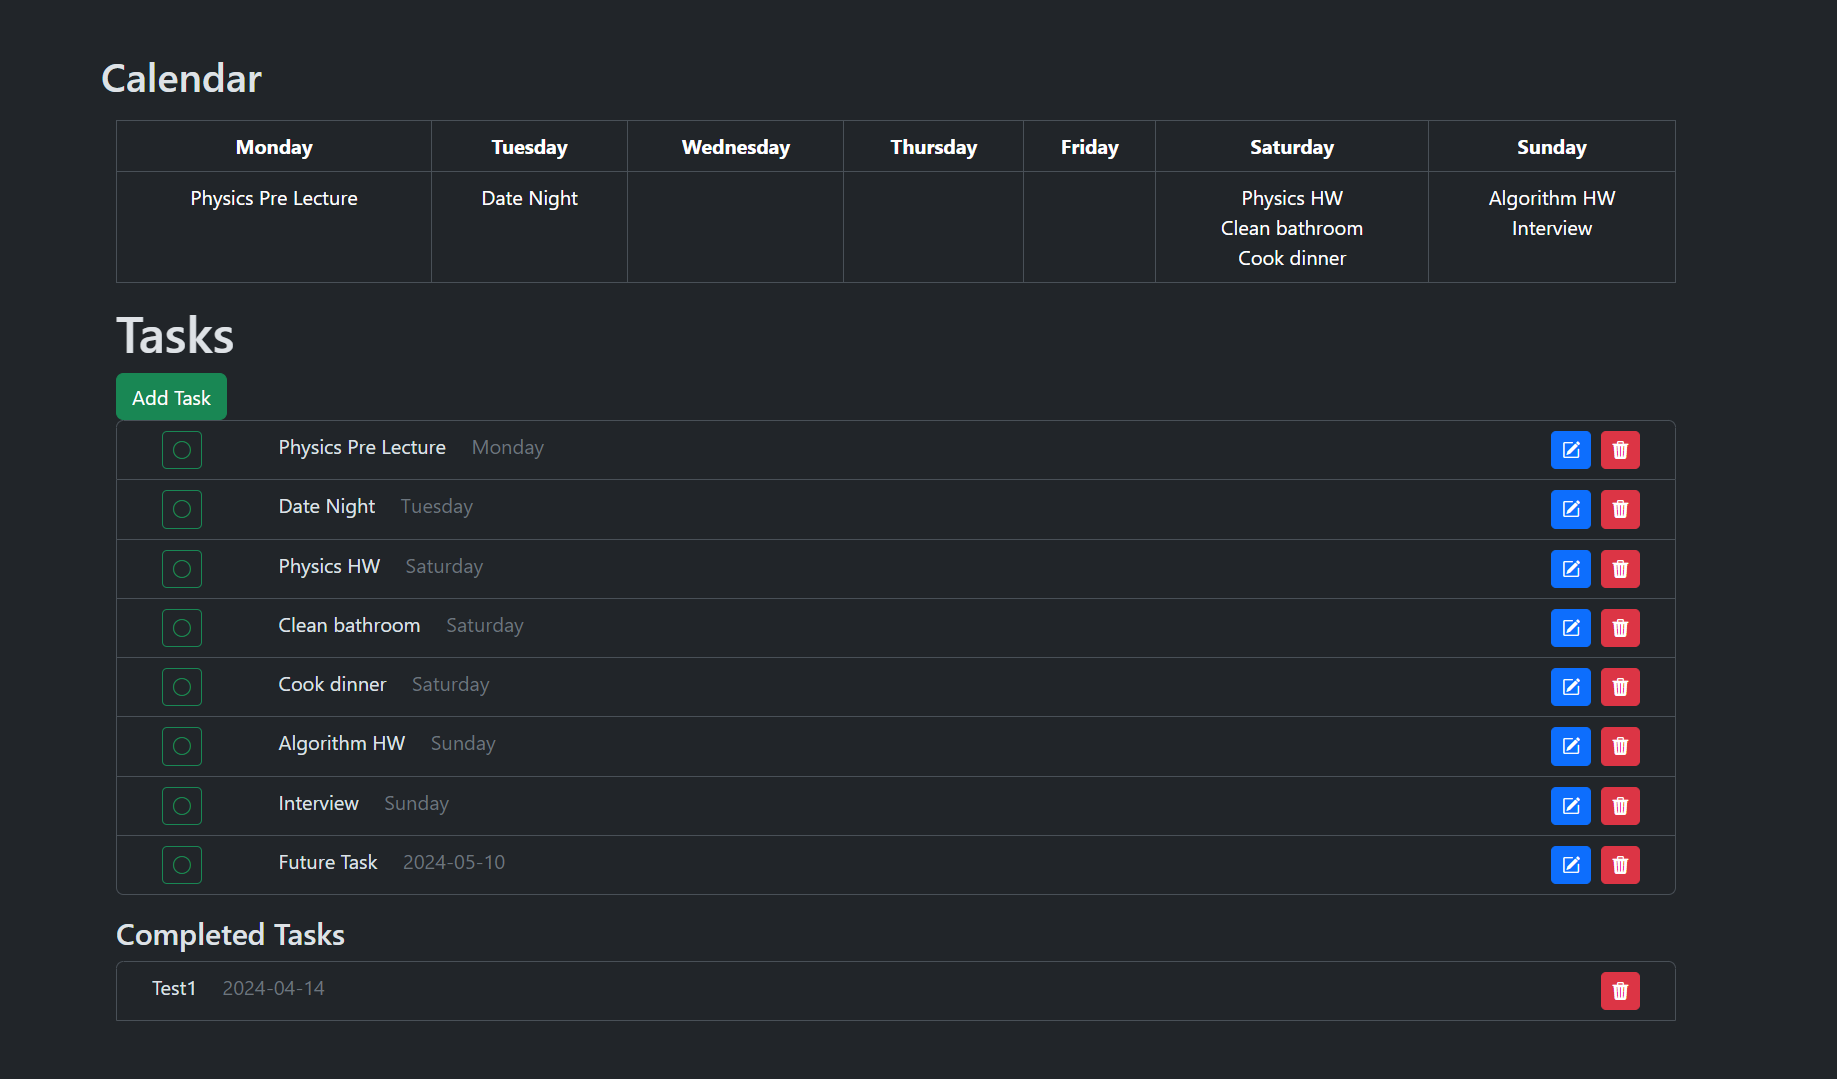 Calendar
Monday Tuesday Wednesday Thursday Friday Saturday Sunday
Physics Pre Lecture Date Night Physics HW Algorithm HW
Clean bathroom Interview
Cook dinner
Tasks
Add Task
Physics Pre Lecture Monday
Date Night Tuesday
Physics HW Saturday
Clean bathroom Saturday
Cook dinner Saturday
Algorithm HW Sunday
Interview Sunday
Future Task 2024-05-10
Completed Tasks
Test1 2024-04-14